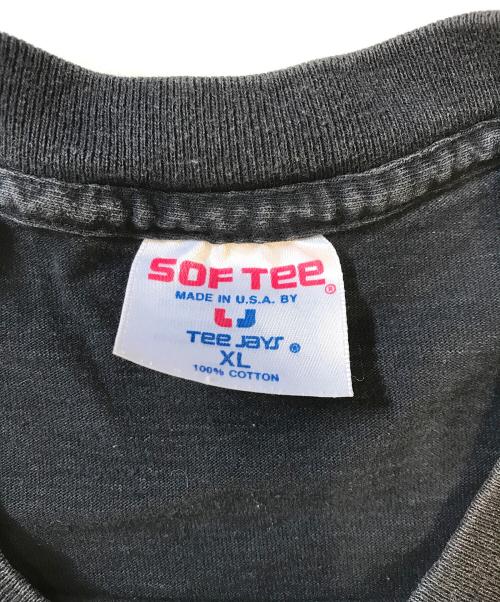 SOF TEE®
MADE IN U.S.A. BY
TEE JAYS®
XL
100% COTTON